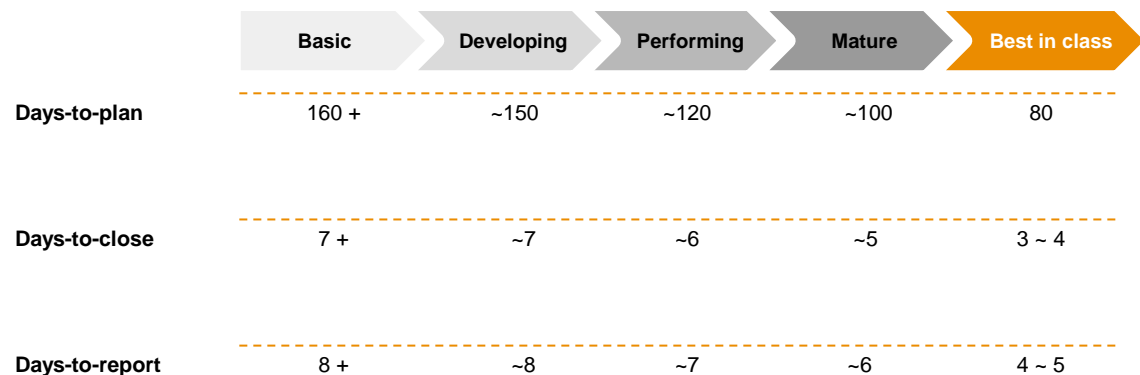 Basic Developing Performing Mature Best in class
Days-to-plan 160 + ~150 ~120 ~100 80
Days-to-close 7 + ~7 ~6 ~5 3 ~ 4
Days-to-report 8 + ~8 ~7 ~6 4 ~ 5